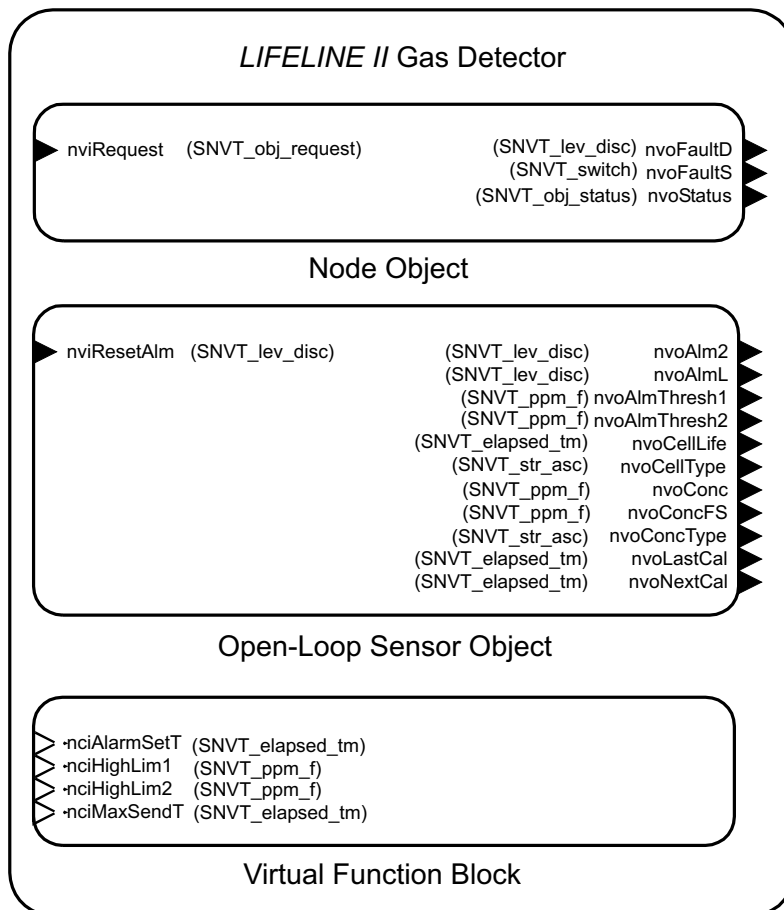 LIFELINE II Gas Detector
nviRequest (SNVT_obj_request) (SNVT_lev_disc) nvoFaultD
(SNVT_switch) nvoFaultS
(SNVT_obj_status) nvoStatus
Node Object
nviResetAlm (SNVT_lev_disc) (SNVT_lev_disc) nvoAlm2
(SNVT_lev_disc) nvoAlmL
(SNVT_ppm_f) nvoAlmThresh1
(SNVT_ppm_f) nvoAlmThresh2
(SNVT_elapsed_tm) nvoCellLife
(SNVT_str_asc) nvoCellType
(SNVT_ppm_f) nvoConc
(SNVT_ppm_f) nvoConcFS
(SNVT_str_asc) nvoConcType
(SNVT_elapsed_tm) nvoLastCal
(SNVT_elapsed_tm) nvoNextCal
Open-Loop Sensor Object
nciAlarmSetT (SNVT_elapsed_tm)
nciHighLim1 (SNVT_ppm_f)
nciHighLim2 (SNVT_ppm_f)
nciMaxSendT (SNVT_elapsed_tm)
Virtual Function Block